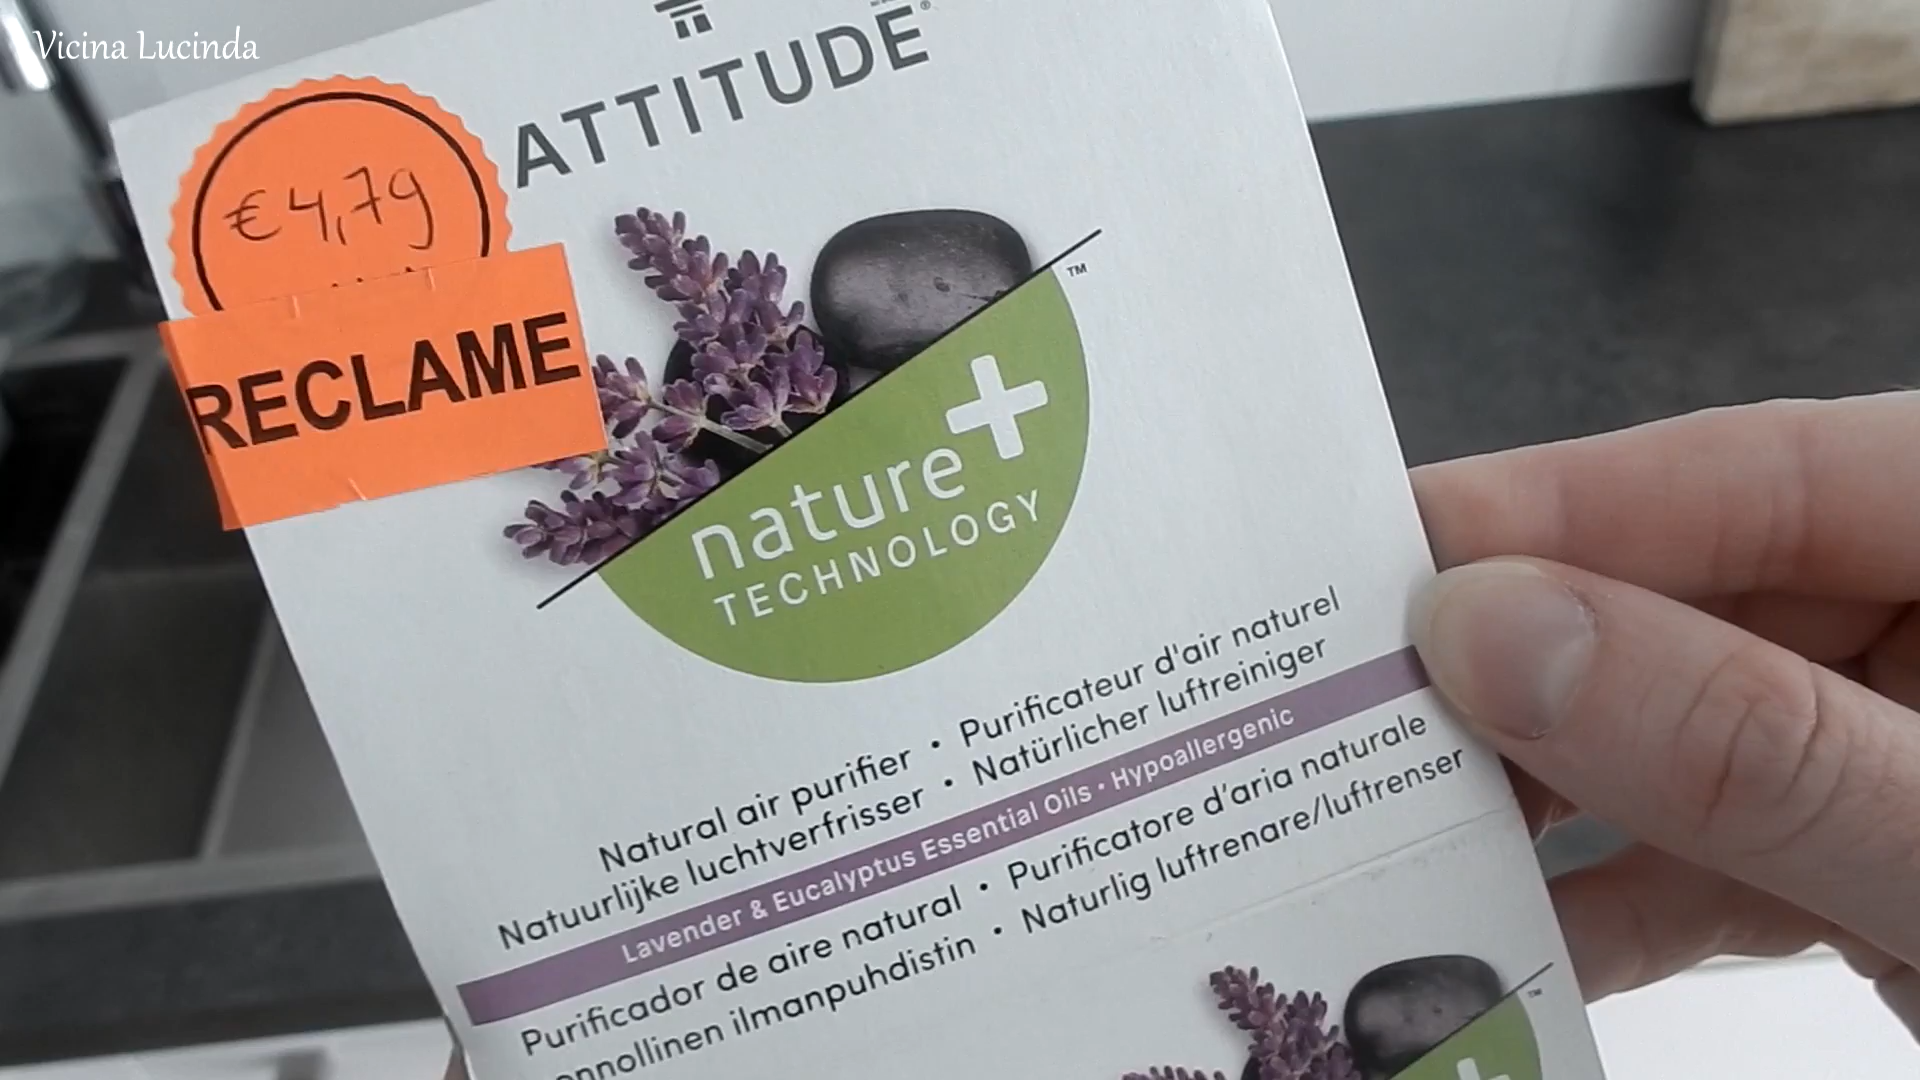 Vicina Lucinda
ATTITUDE
€4,79
RECLAME
nature+
TECHNOLOGY
™
Natural air purifier • Purificateur d'air naturel
Natuurlijke luchtverfrisser • Natürlicher luftreiniger
Lavender & Eucalyptus Essential Oils • Hypoallergenic
Purificador de aire natural • Purificatore d'aria naturale
ilmanpuhdistin • Naturlig luftrenare/luftrenser
™